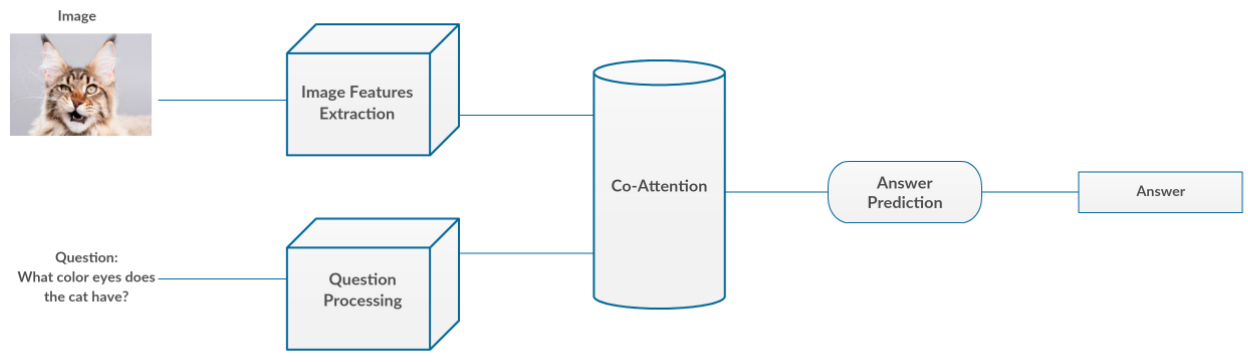 Image
Image Features
Extraction
Co-Attention
Answer
Prediction
Answer
Question:
What color eyes does
the cat have?
Question
Processing